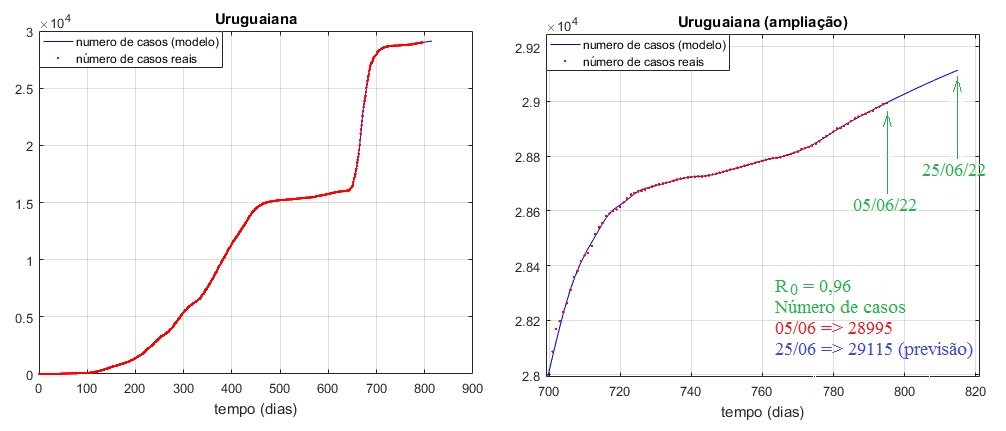 Uruguaiana
×10⁴
numero de casos (modelo)
número de casos reais
3
2.5
2
1.5
1
0.5
0
0 100 200 300 400 500 600 700 800 900
tempo (dias)
Uruguaiana (ampliação)
×10⁴
numero de casos (modelo)
número de casos reais
2.92
2.9
2.88
2.86
2.84
2.82
2.8
25/06/22
05/06/22
R₀ = 0,96
Número de casos
05/06 => 28995
25/06 => 29115 (previsão)
700 720 740 760 780 800 820
tempo (dias)